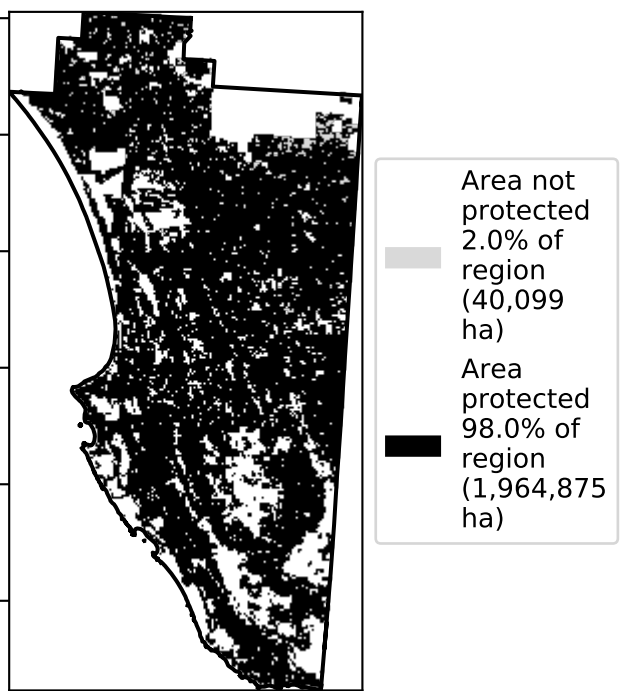 Area not
protected
2.0% of
region
(40,099
ha)
Area
protected
98.0% of
region
(1,964,875
ha)